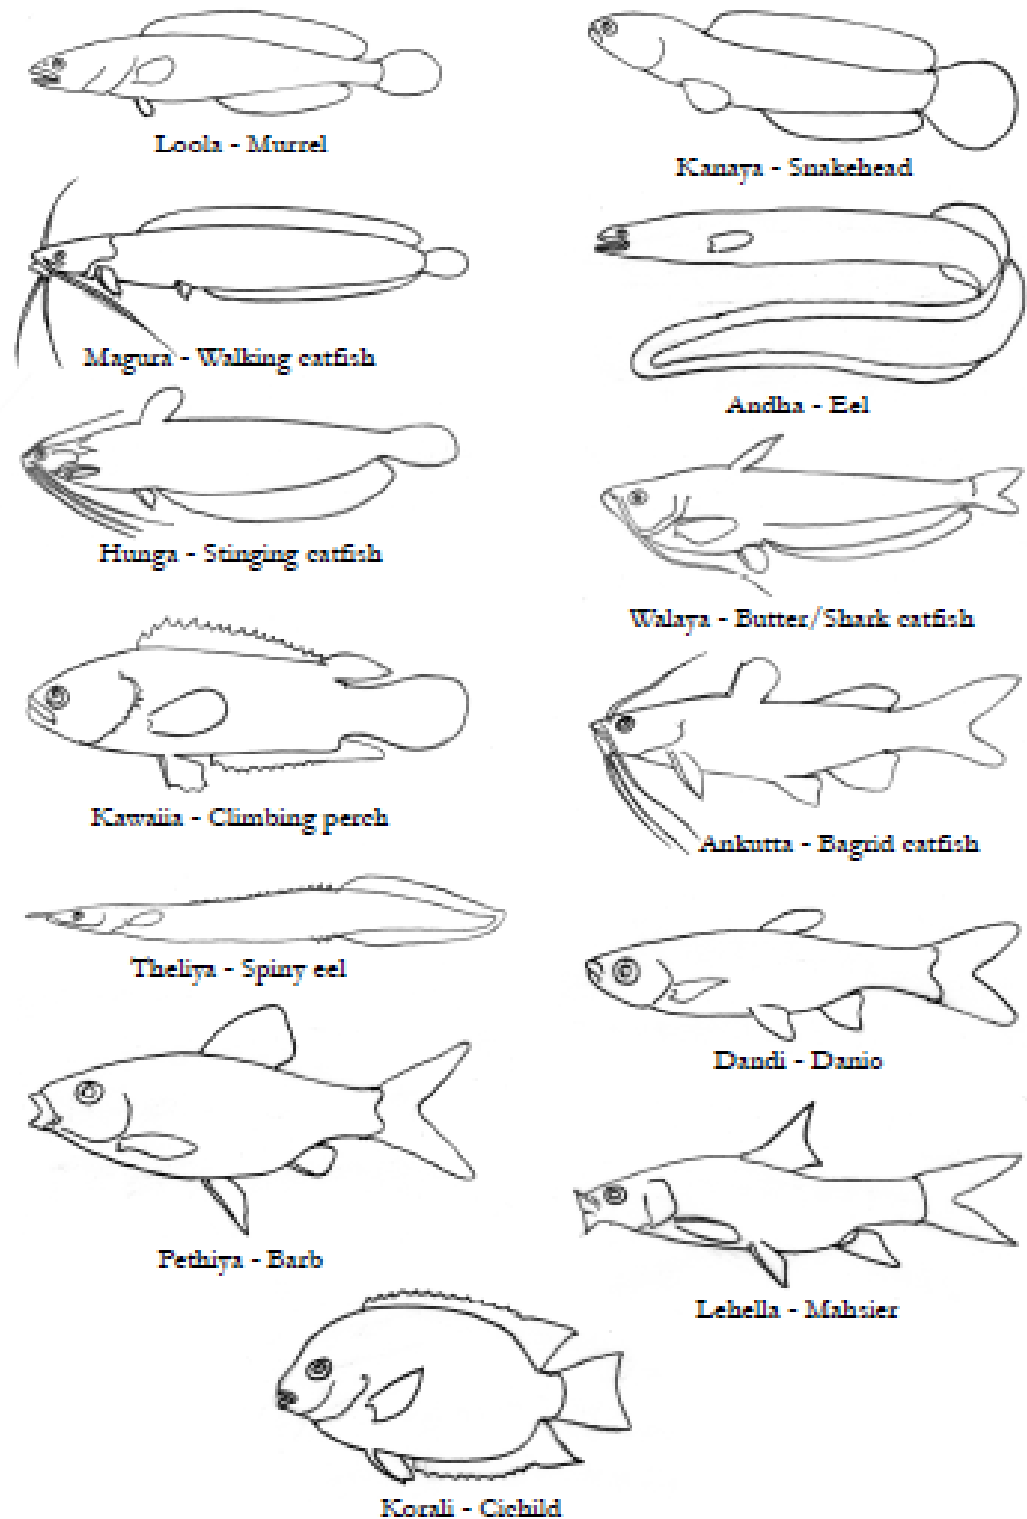 Loola - Murrel
Kanaya - Snakehead
Magura - Walking catfish
Andha - Eel
Hunga - Stinging catfish
Walaya - Butter/Shark catfish
Kawaiia - Climbing perch
Ankutta - Bagrid catfish
Theliya - Spiny eel
Dandi - Danio
Pethiya - Barb
Lehella - Mahsier
Korali - Cichild